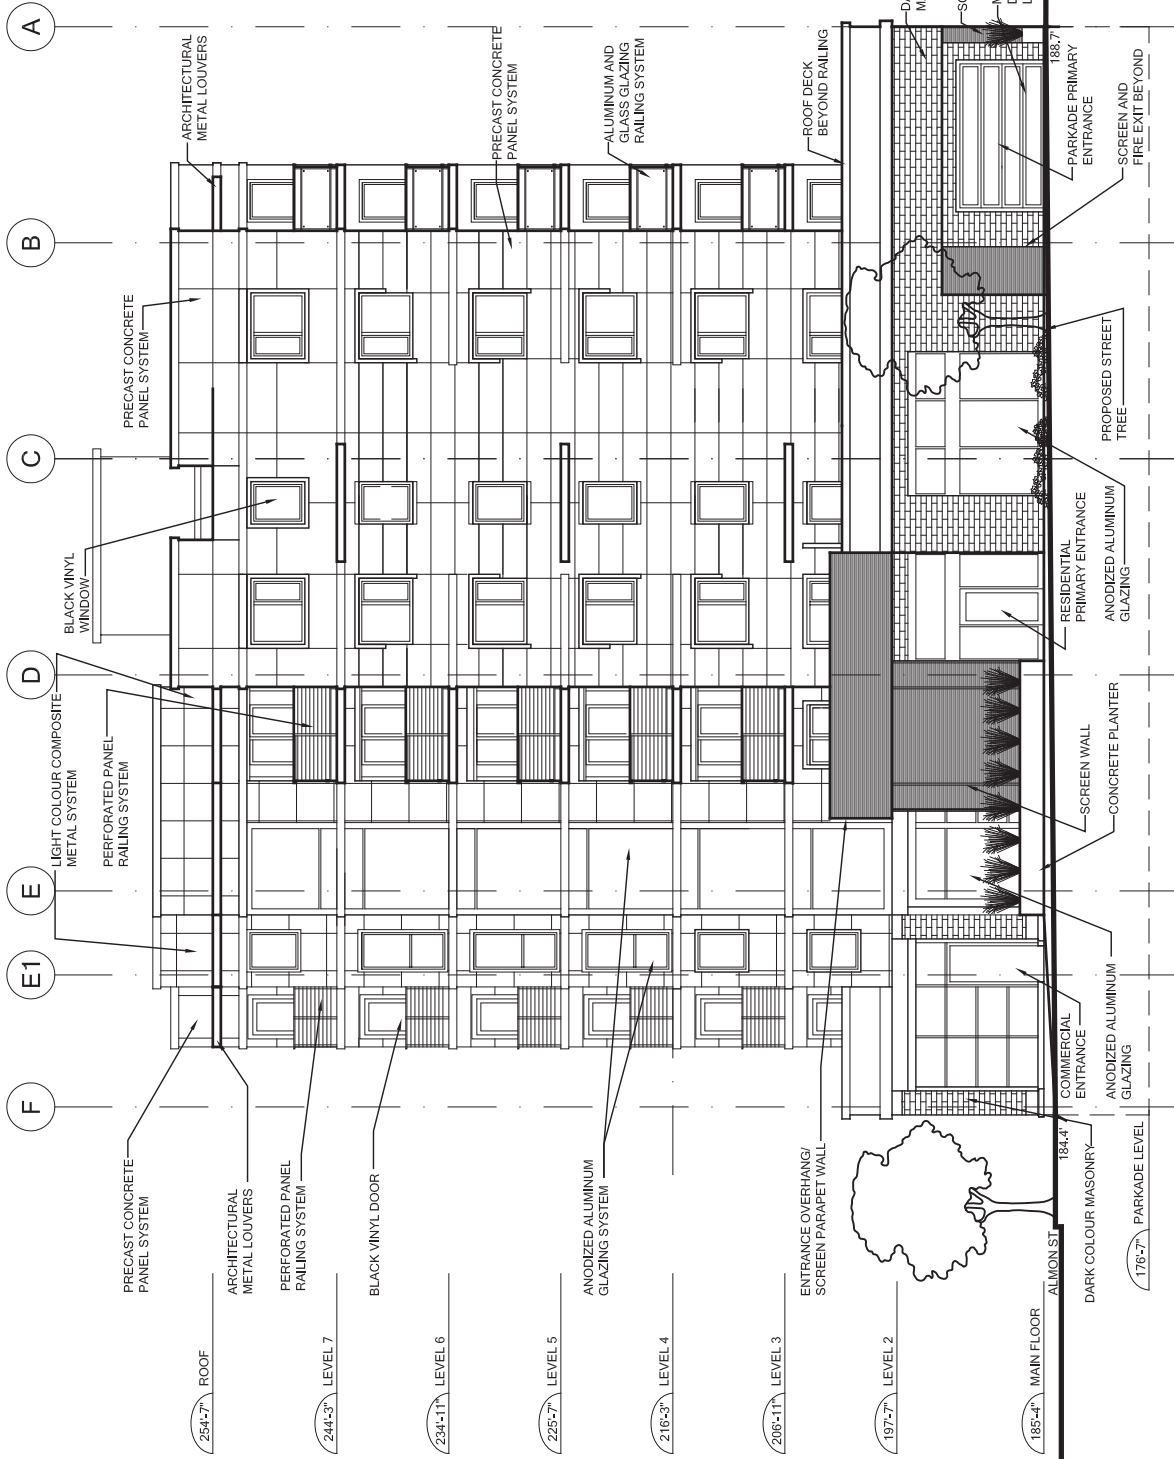 F
E1
E
D
C
B
A
PRECAST CONCRETE
PANEL SYSTEM
ARCHITECTURAL
METAL LOUVERS
PERFORATED PANEL
RAILING SYSTEM
BLACK VINYL DOOR
ANODIZED ALUMINUM
GLAZING SYSTEM
ENTRANCE OVERHANG/
SCREEN PARAPET WALL
LIGHT COLOUR COMPOSITE
METAL SYSTEM
PERFORATED PANEL
RAILING SYSTEM
BLACK VINYL
WINDOW
PRECAST CONCRETE
PANEL SYSTEM
ARCHITECTURAL
METAL LOUVERS
PRECAST CONCRETE
PANEL SYSTEM
ALUMINUM AND
GLASS GLAZING
RAILING SYSTEM
ROOF DECK
BEYOND RAILING
254'-7" ROOF
244'-3" LEVEL 7
234'-11" LEVEL 6
225'-7" LEVEL 5
216'-3" LEVEL 4
206'-11" LEVEL 3
197'-7" LEVEL 2
185'-4" MAIN FLOOR
176'-7" PARKADE LEVEL
ALMON ST
184.4'
188.7'
DARK COLOUR MASONRY
COMMERCIAL
ENTRANCE
ANODIZED ALUMINUM
GLAZING
SCREEN WALL
CONCRETE PLANTER
RESIDENTIAL
PRIMARY ENTRANCE
ANODIZED ALUMINUM
GLAZING
PROPOSED STREET
TREE
PARKADE PRIMARY
ENTRANCE
SCREEN AND
FIRE EXIT BEYOND